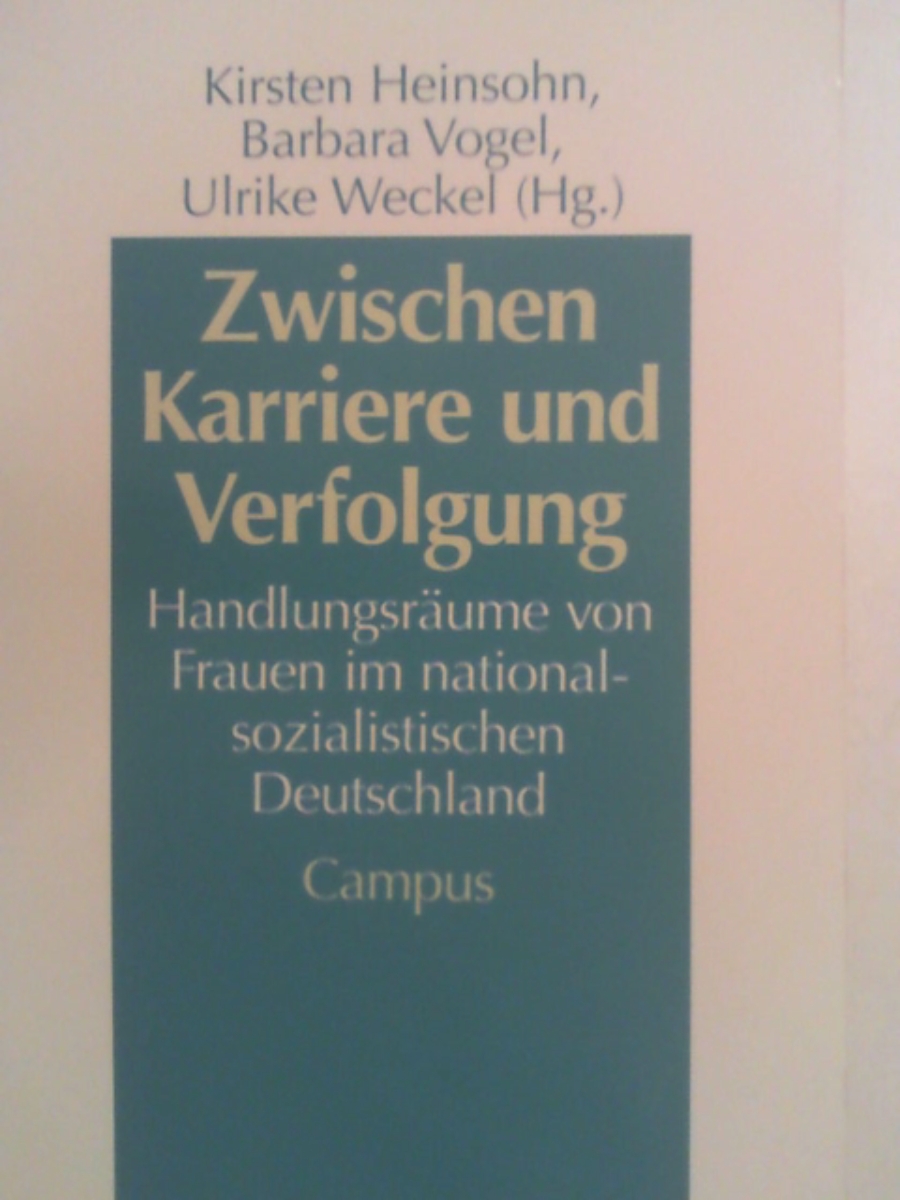 Kirsten Heinsohn,
Barbara Vogel,
Ulrike Weckel (Hg.)
Zwischen
Karriere und
Verfolgung
Handlungsräume von
Frauen im national-
sozialistischen
Deutschland
Campus